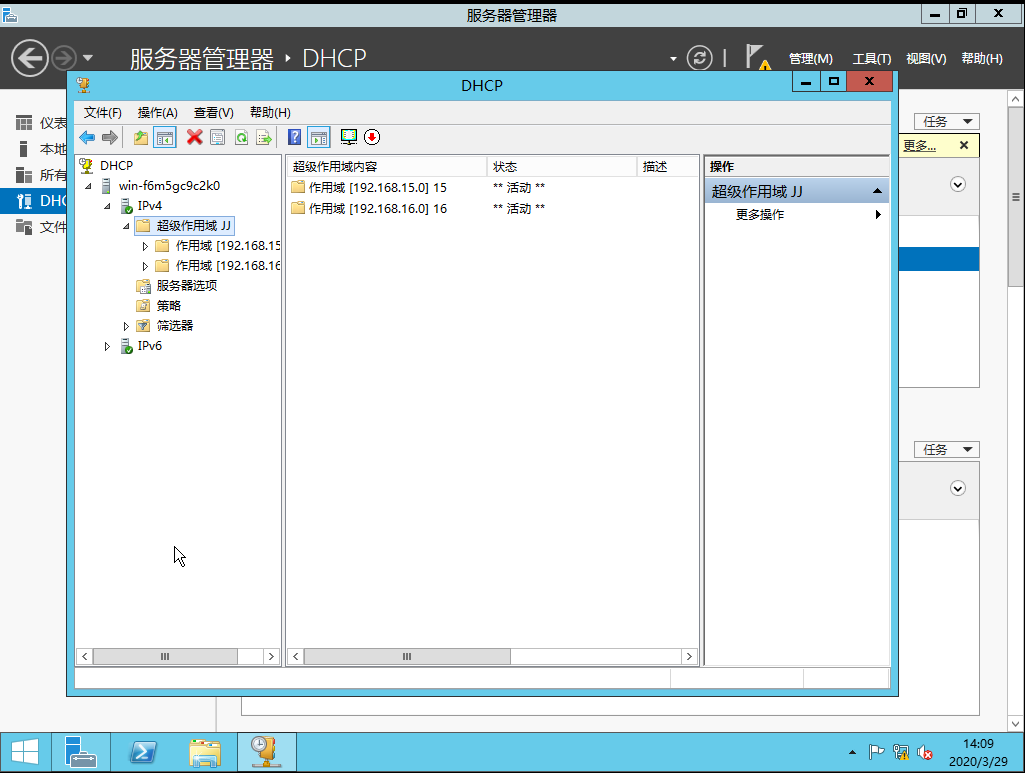 服务器管理器
服务器管理器 ▸ DHCP
管理(M) 工具(T) 视图(V) 帮助(H)
DHCP
文件(F) 操作(A) 查看(V) 帮助(H)
仪表
本地
所有
DHC
文件
任务
更多...
任务
DHCP
win-f6m5gc9c2k0
IPv4
超级作用域 JJ
作用域 [192.168.15
作用域 [192.168.16
服务器选项
策略
筛选器
IPv6
超级作用域内容 状态 描述
作用域 [192.168.15.0] 15 ** 活动 **
作用域 [192.168.16.0] 16 ** 活动 **
操作
超级作用域 JJ
更多操作
14:09
2020/3/29